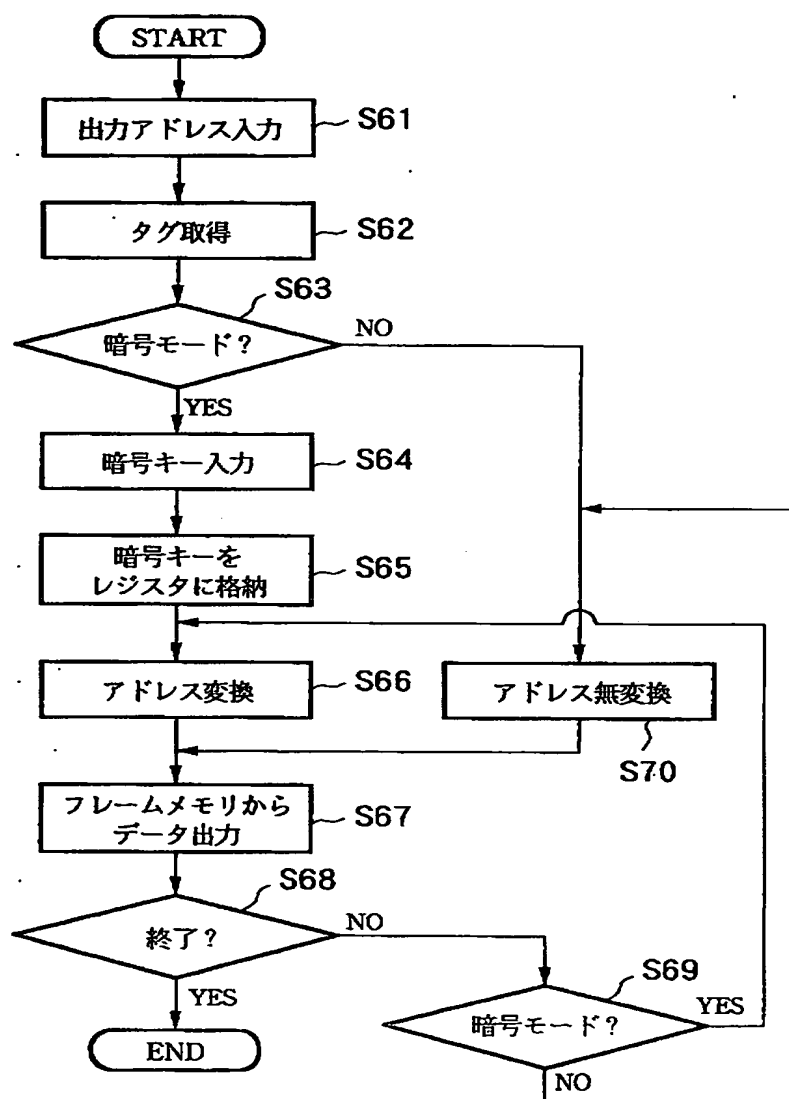 START
出力アドレス入力
S61
タグ取得
S62
S63
暗号モード?
NO
YES
暗号キー入力
S64
暗号キーを
レジスタに格納
S65
アドレス変換
S66
アドレス無変換
S70
フレームメモリから
データ出力
S67
S68
終了?
NO
YES
S69
暗号モード?
YES
NO
END